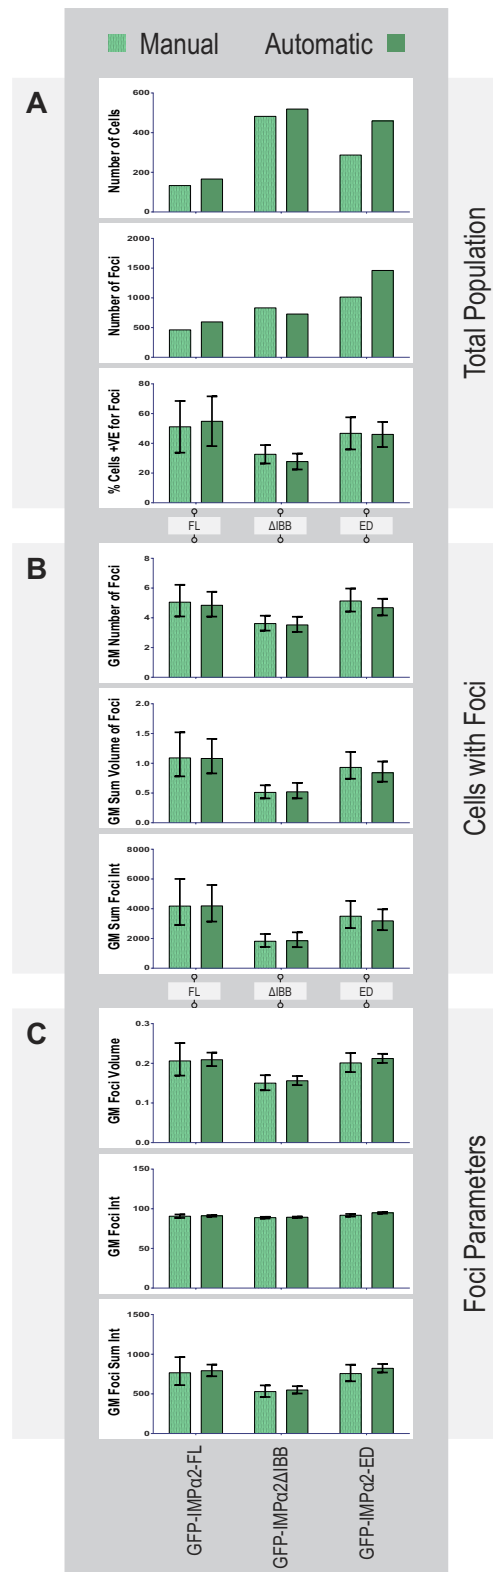 Manual Automatic
A
Total Population
Number of Cells
600
400
200
0
Number of Foci
2000
1500
1000
500
0
% Cells +VE for Foci
80
60
40
20
0
FL ΔIBB ED
B
Cells with Foci
GM Number of Foci
8
6
4
2
0
GM Sum Volume of Foci
2.0
1.5
1.0
0.5
0.0
GM Sum Foci Int
8000
6000
4000
2000
0
FL ΔIBB ED
C
Foci Parameters
GM Foci Volume
0.3
0.2
0.1
0.0
GM Foci Int
150
100
50
0
GM Foci Sum Int
1500
1000
500
0
GFP-IMPα2-FL
GFP-IMPα2ΔIBB
GFP-IMPα2-ED